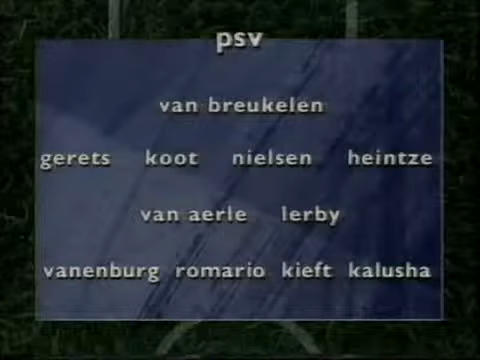 psv
van breukelen
gerets koot nielsen heintze
van aerle lerby
vanenburg romario kieft kalusha